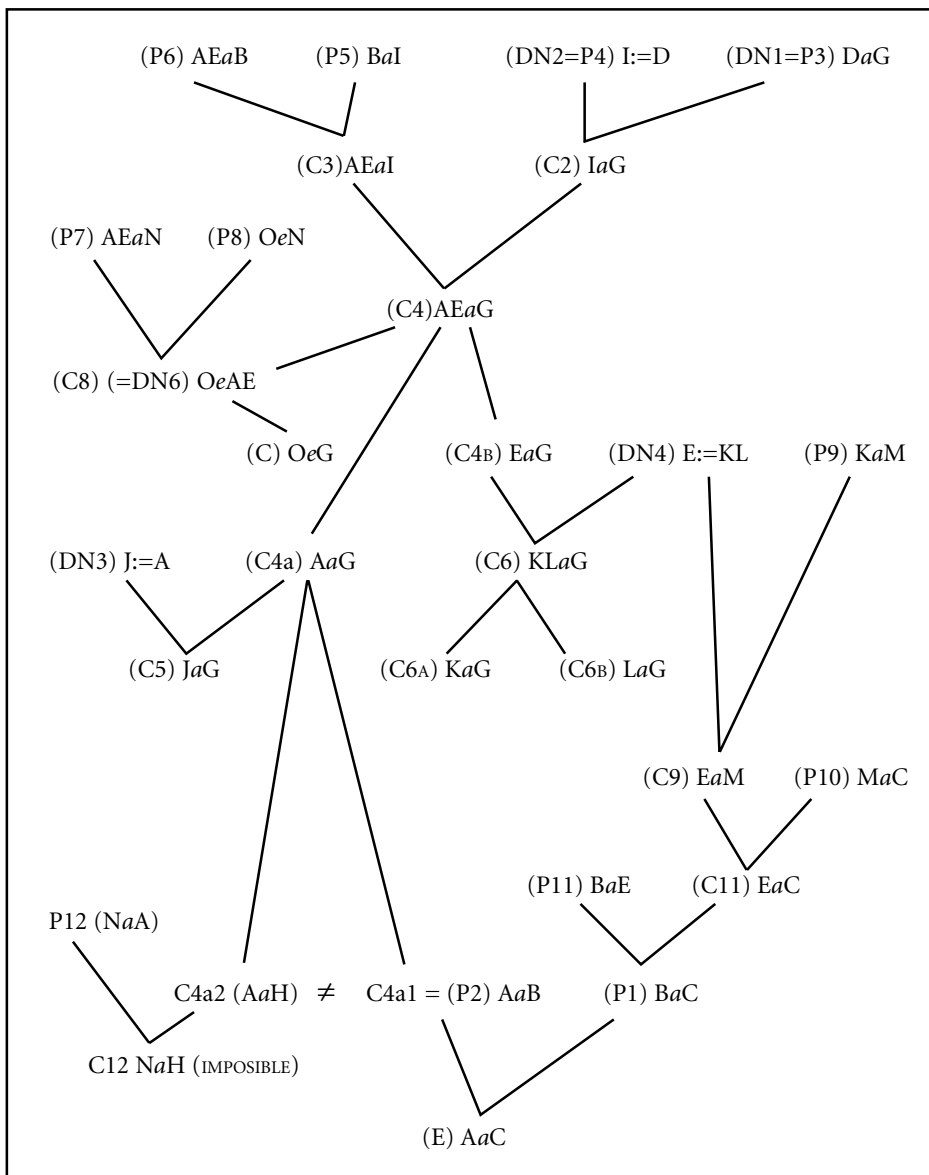 (P6) AEaB (P5) BaI (DN2=P4) I:=D (DN1=P3) DaG
(C3)AEaI (C2) IaG
(P7) AEaN (P8) OeN
(C4)AEaG
(C8) (=DN6) OeAE
(C) OeG (C4B) EaG (DN4) E:=KL (P9) KaM
(DN3) J:=A (C4a) AaG (C6) KLaG
(C5) JaG (C6A) KaG (C6B) LaG
(C9) EaM (P10) MaC
(P11) BaE (C11) EaC
P12 (NaA)
C4a2 (AaH) ≠ C4a1 = (P2) AaB (P1) BaC
C12 NaH (IMPOSIBLE)
(E) AaC